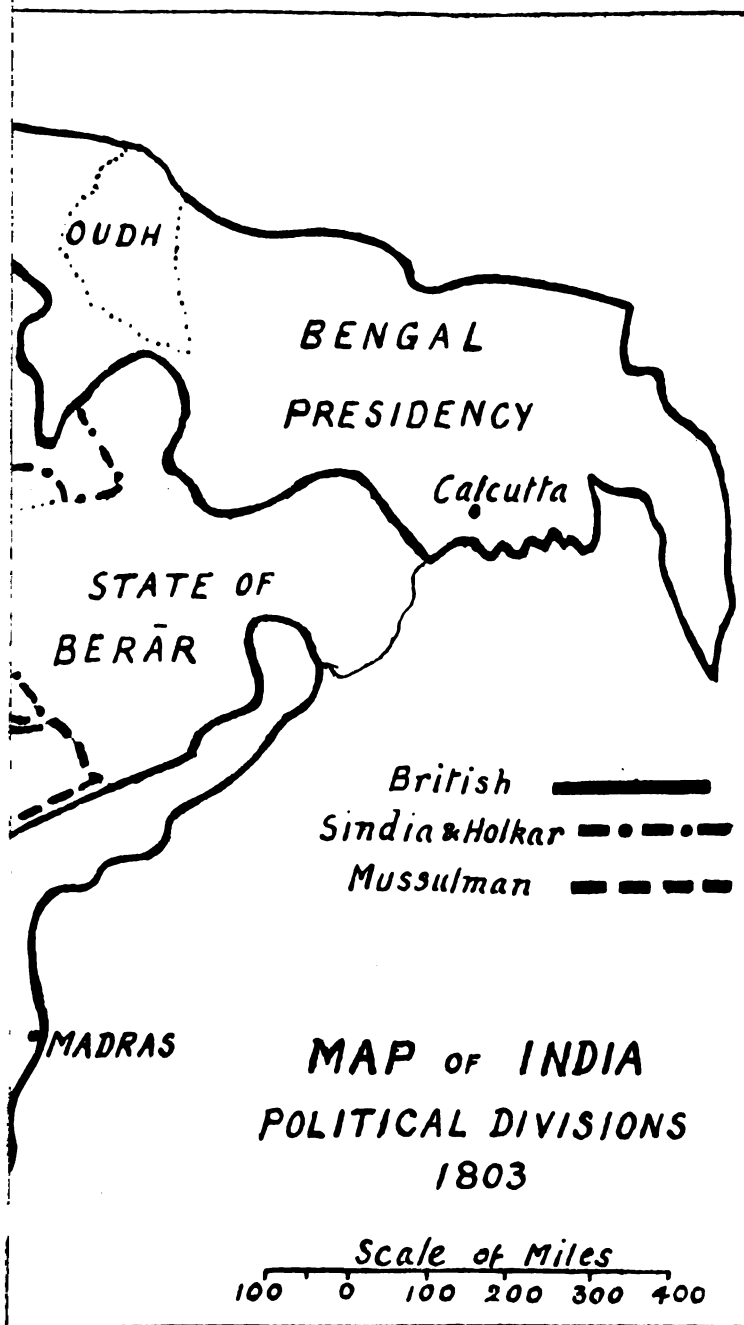 OUDH
BENGAL
PRESIDENCY
Calcutta
STATE OF
BERĀR
British
Sindia & Holkar
Mussulman
MADRAS
MAP OF INDIA
POLITICAL DIVISIONS
1803
Scale of Miles
100 0 100 200 300 400